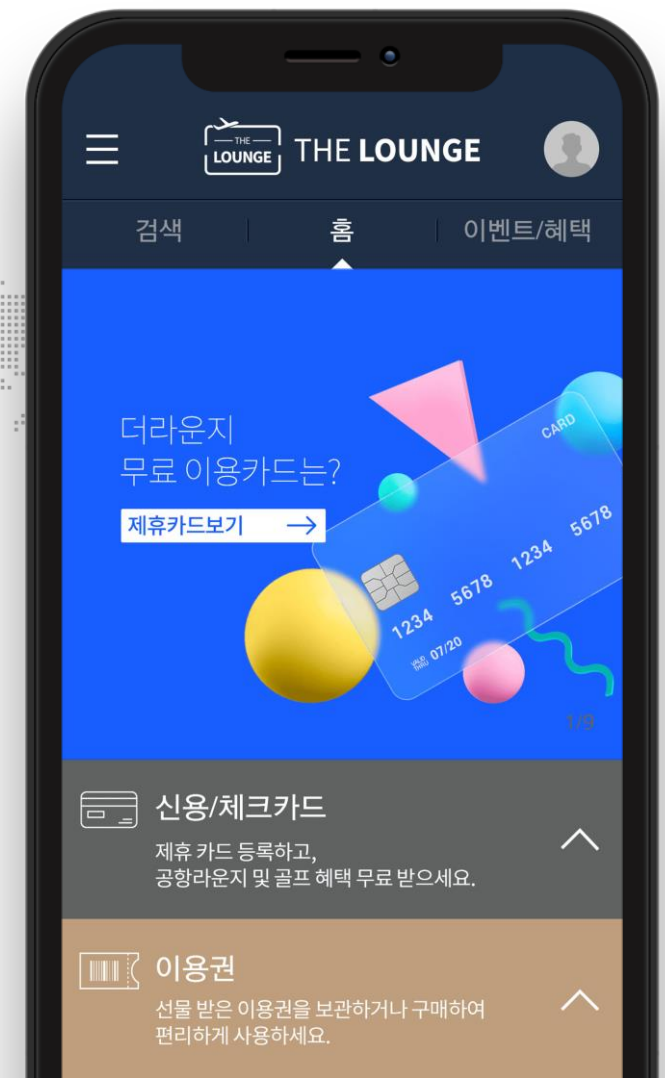 THE
LOUNGE
THE LOUNGE
검색
홈
이벤트/혜택
더라운지
무료 이용카드는?
제휴카드보기
CARD
1234 5678 1234 5678
VALID
THRU 07/20
1/9
신용/체크카드
제휴 카드 등록하고,
공항라운지 및 골프 혜택 무료 받으세요.
이용권
선물 받은 이용권을 보관하거나 구매하여
편리하게 사용하세요.